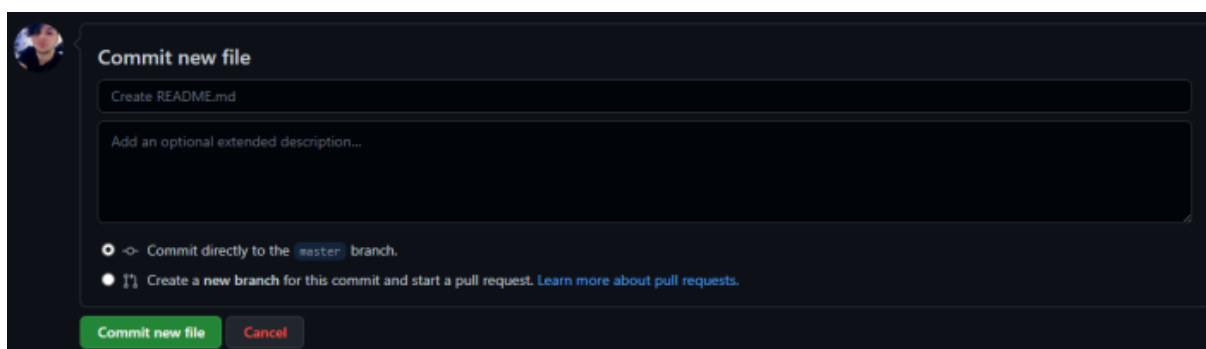 Commit new file
Create README.md
Add an optional extended description...
Commit directly to the master branch.
Create a new branch for this commit and start a pull request. Learn more about pull requests.
Commit new file Cancel